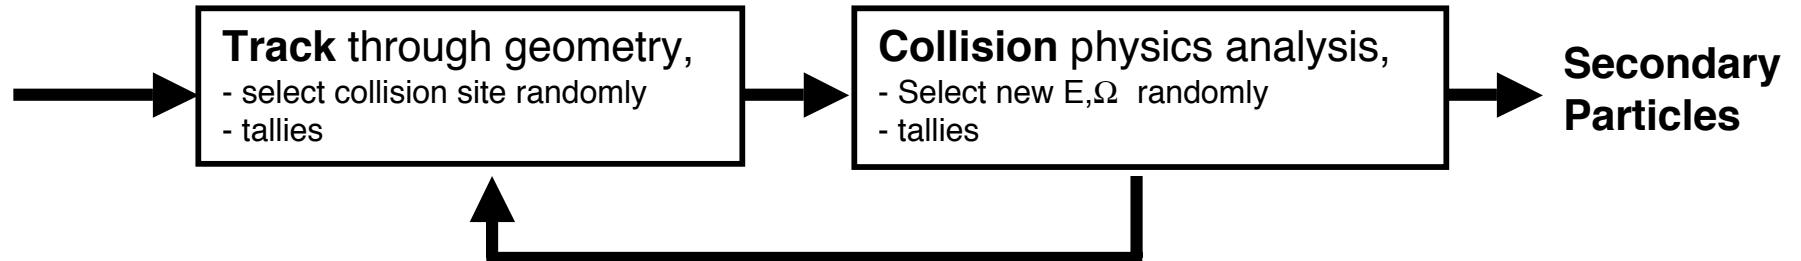 Track through geometry,
- select collision site randomly
- tallies
Collision physics analysis,
- Select new E,Ω randomly
- tallies
Secondary
Particles